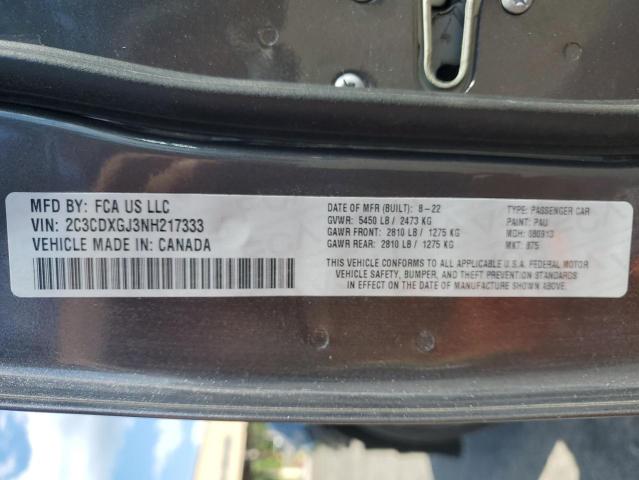 MFD BY: FCA US LLC
VIN: 2C3CDXGJ3NH217333
VEHICLE MADE IN: CANADA
DATE OF MFR (BUILT): 8-22
GVWR: 5450 LB / 2473 KG
GAWR FRONT: 2810 LB / 1275 KG
GAWR REAR: 2810 LB / 1275 KG
TYPE: PASSENGER CAR
PAINT: PAU
MDH: 080913
MKT: 875
THIS VEHICLE CONFORMS TO ALL APPLICABLE U.S.A. FEDERAL MOTOR
VEHICLE SAFETY, BUMPER, AND THEFT PREVENTION STANDARDS
IN EFFECT ON THE DATE OF MANUFACTURE SHOWN ABOVE.